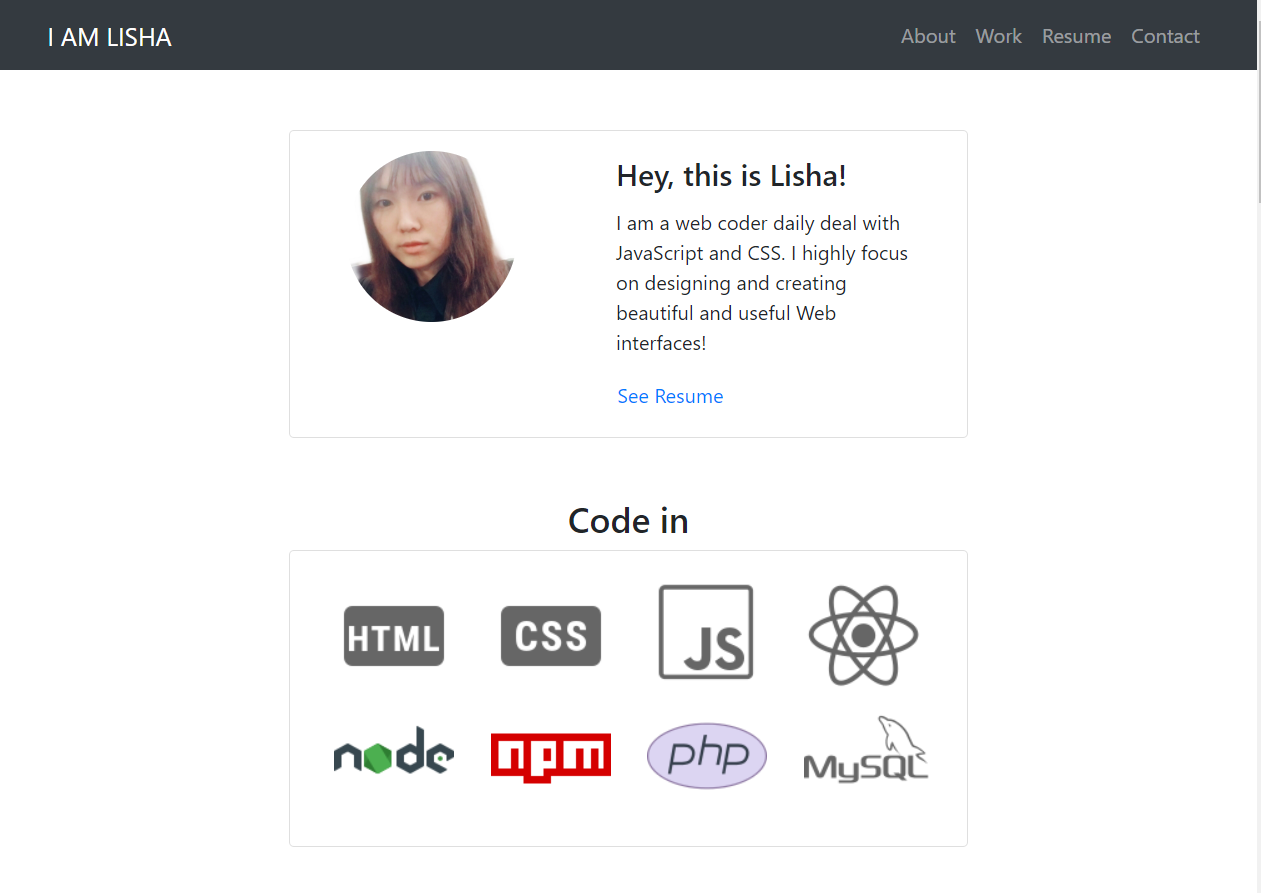 I AM LISHA
About Work Resume Contact
Hey, this is Lisha!
I am a web coder daily deal with
JavaScript and CSS. I highly focus
on designing and creating
beautiful and useful Web
interfaces!
See Resume
Code in
HTML CSS JS
node npm php MySQL